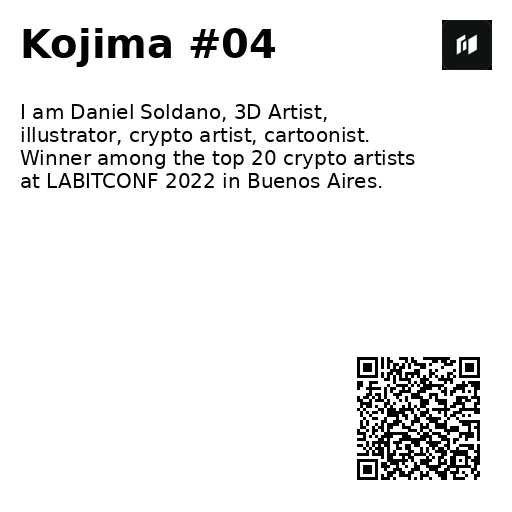 Kojima #04
I am Daniel Soldano, 3D Artist,
illustrator, crypto artist, cartoonist.
Winner among the top 20 crypto artists
at LABITCONF 2022 in Buenos Aires.